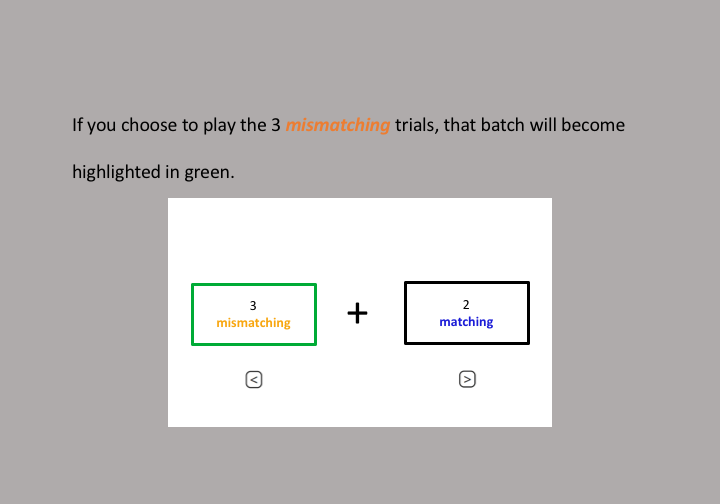 If you choose to play the 3 mismatching trials, that batch will become
highlighted in green.
3
mismatching
+
2
matching
<
>